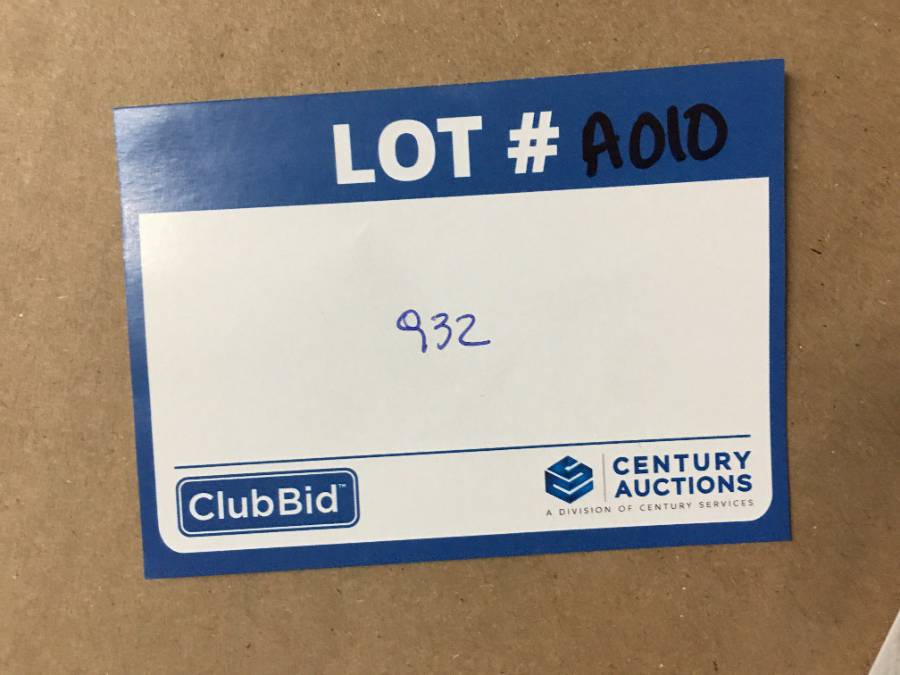 LOT # A010
932
ClubBid™
CENTURY
AUCTIONS
A DIVISION OF CENTURY SERVICES